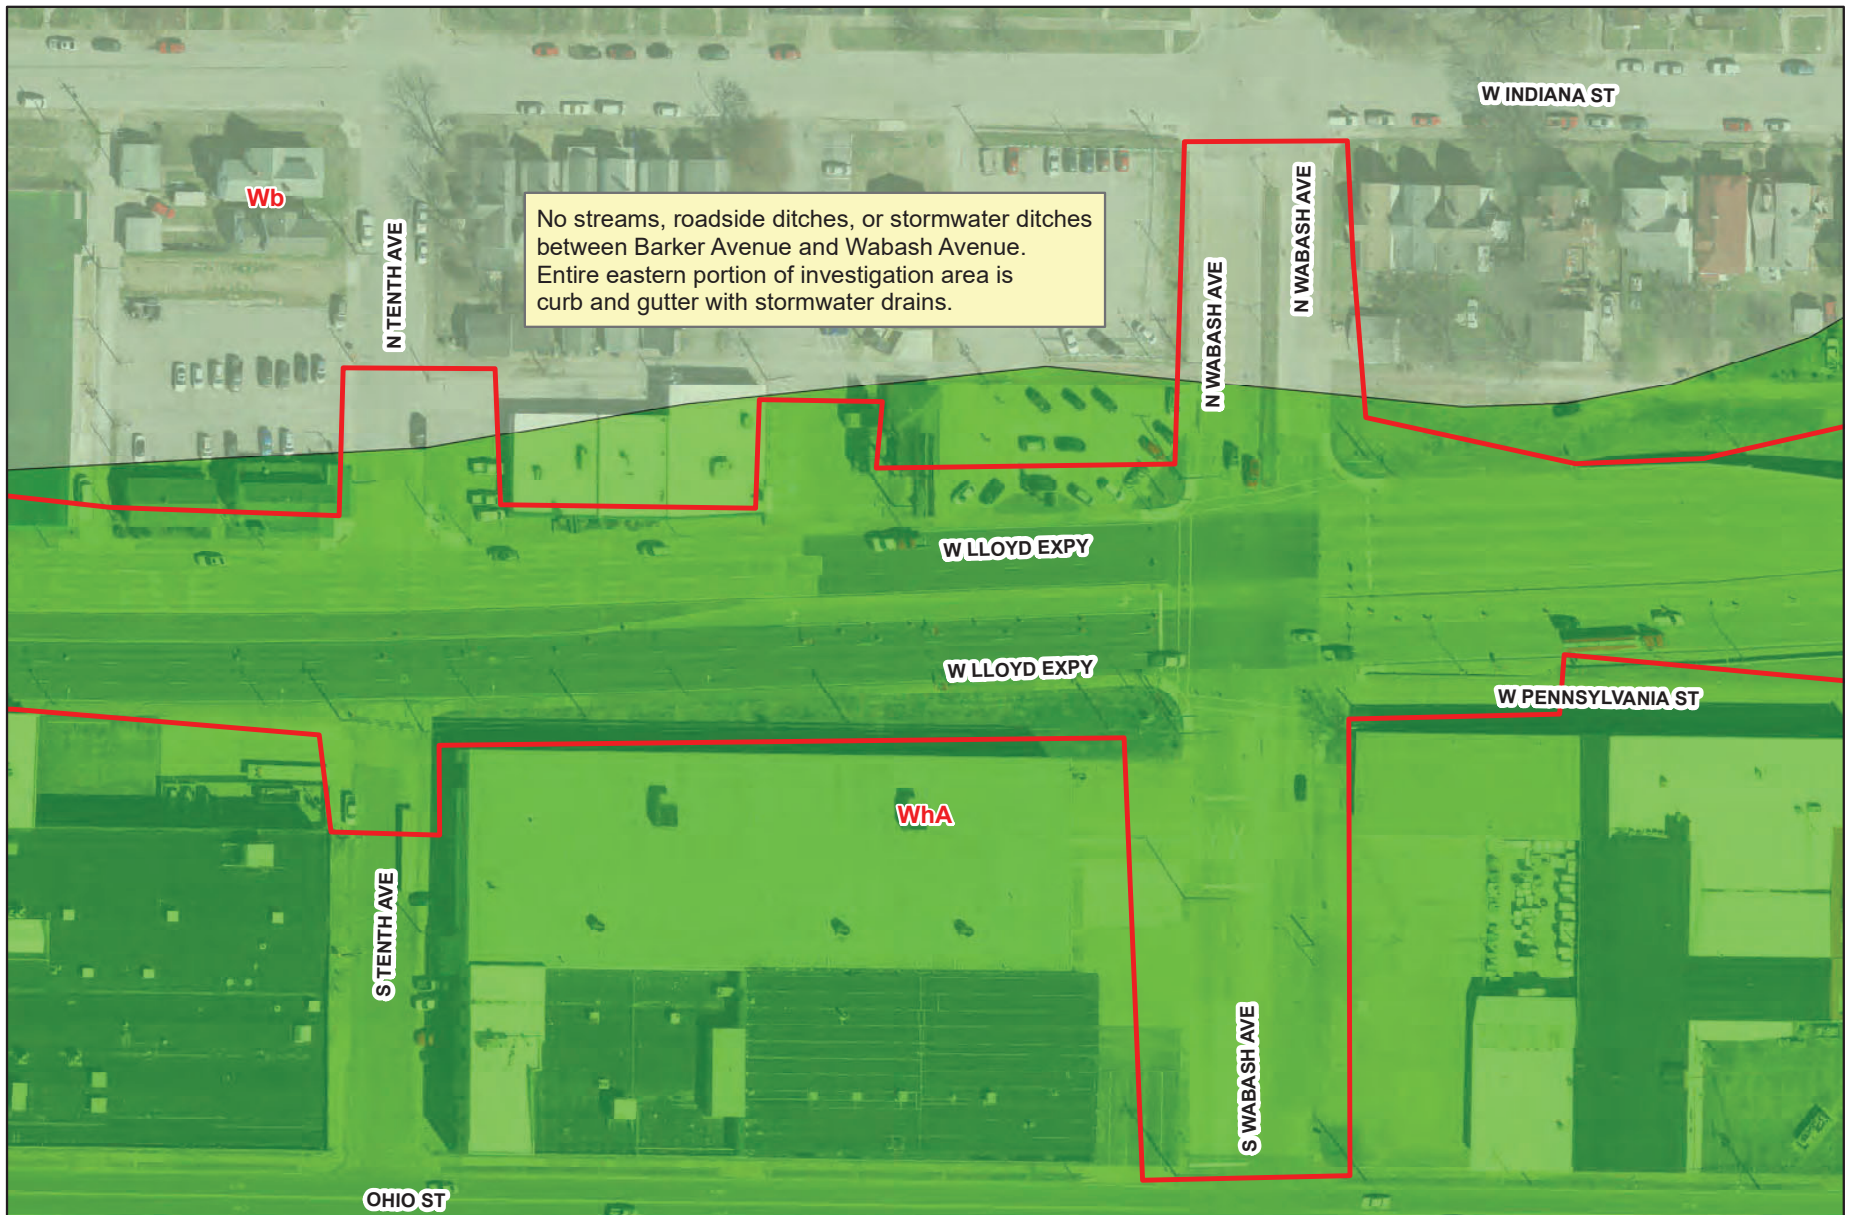 W INDIANA ST
Wb
N TENTH AVE
No streams, roadside ditches, or stormwater ditches
between Barker Avenue and Wabash Avenue.
Entire eastern portion of investigation area is
curb and gutter with stormwater drains.
N WABASH AVE
N WABASH AVE
W LLOYD EXPY
W LLOYD EXPY
W PENNSYLVANIA ST
WhA
S TENTH AVE
S WABASH AVE
OHIO ST